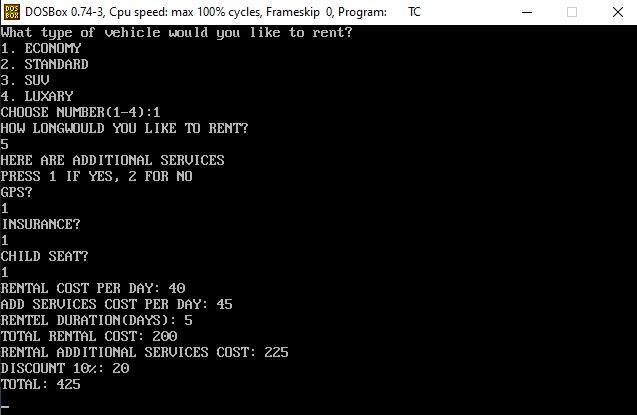 DOSBox 0.74-3, Cpu speed: max 100% cycles, Frameskip 0, Program: TC
What type of vehicle would you like to rent?
1. ECONOMY
2. STANDARD
3. SUV
4. LUXARY
CHOOSE NUMBER(1-4):1
HOW LONGWOULD YOU LIKE TO RENT?
5
HERE ARE ADDITIONAL SERVICES
PRESS 1 IF YES, 2 FOR NO
GPS?
1
INSURANCE?
1
CHILD SEAT?
1
RENTAL COST PER DAY: 40
ADD SERVICES COST PER DAY: 45
RENTEL DURATION(DAYS): 5
TOTAL RENTAL COST: 200
RENTAL ADDITIONAL SERVICES COST: 225
DISCOUNT 10%: 20
TOTAL: 425